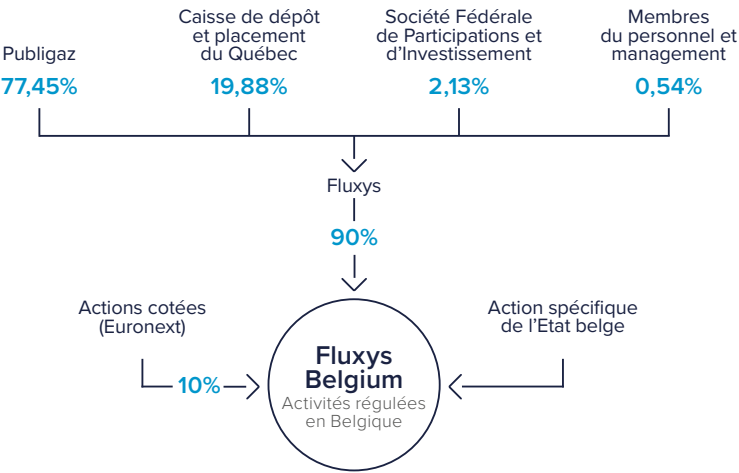 Publigaz
77,45%
Caisse de dépôt
et placement
du Québec
19,88%
Société Fédérale
de Participations et
d’Investissement
2,13%
Membres
du personnel et
management
0,54%
Fluxys
90%
Actions cotées
(Euronext)
10%
Fluxys
Belgium
Activités régulées
en Belgique
Action spécifique
de l’Etat belge